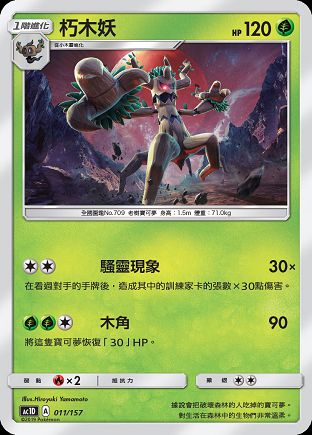 1階進化
朽木妖
HP 120
從小木靈進化
全國圖鑑No.709 老樹寶可夢 身高：1.5m 體重：71.0kg
騷靈現象 30×
在看過對手的手牌後，造成其中的訓練家卡的張數×30點傷害。
木角 90
將這隻寶可夢恢復「30」HP。
弱點 ×2 抵抗力 撤退
Illus.Hiroyuki Yamamoto
AC1D A 011/157
©2019 Pokémon
據說會把破壞森林的人吃掉的寶可夢。
對生活在森林中的生物們非常溫柔。